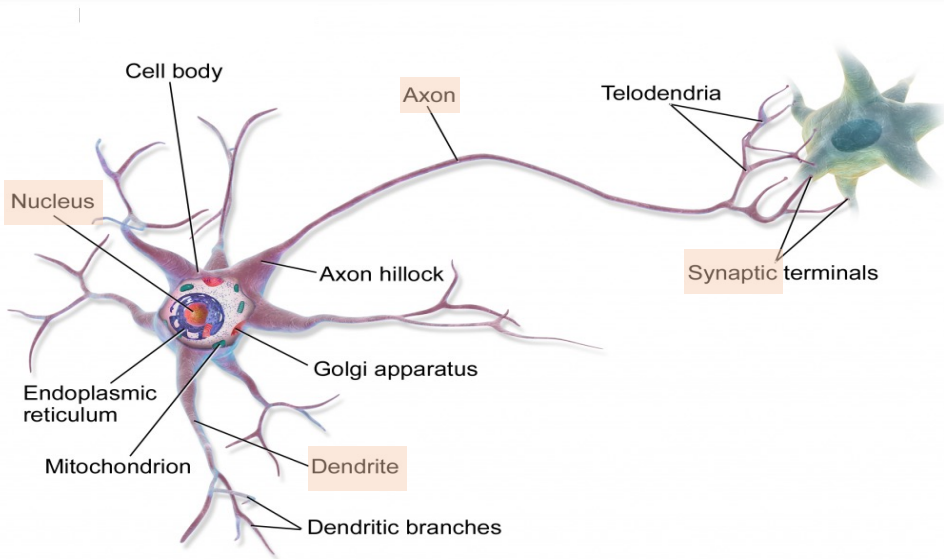 Cell body
Axon
Telodendria
Nucleus
Axon hillock
Synaptic terminals
Golgi apparatus
Endoplasmic
reticulum
Mitochondrion
Dendrite
Dendritic branches